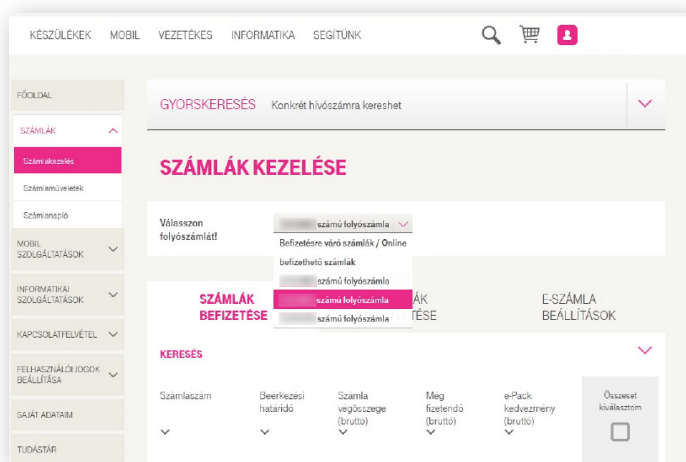 KÉSZÜLÉKEK MOBIL VEZETÉKES INFORMATIKA SEGÍTÜNK
FŐOLDAL
SZÁMLÁK
Számlakezelés
Számlaműveletek
Számlanapló
MOBIL
SZOLGÁLTATÁSOK
INFORMATIKAI
SZOLGÁLTATÁSOK
KAPCSOLATFELVÉTEL
FELHASZNÁLÓI JOGOK
BEÁLLÍTÁSA
SAJÁT ADATAIM
TUDÁSTÁR
GYORSKERESÉS Konkrét hívószámra kereshet
SZÁMLÁK KEZELÉSE
Válasszon
folyószámlát!
számú folyószámla
Befizetésre váró számlák / Online
befizethető számlák
számú folyószámla
számú folyószámla
számú folyószámla
SZÁMLÁK
BEFIZETÉSE
ÁK
TÉSE
E-SZÁMLA
BEÁLLÍTÁSOK
KERESÉS
Számlaszám
Beérkezési
határidő
Számla
végösszege
(bruttó)
Még
fizetendő
(bruttó)
e-Pack
kedvezmény
(bruttó)
Összeset
kiválasztom